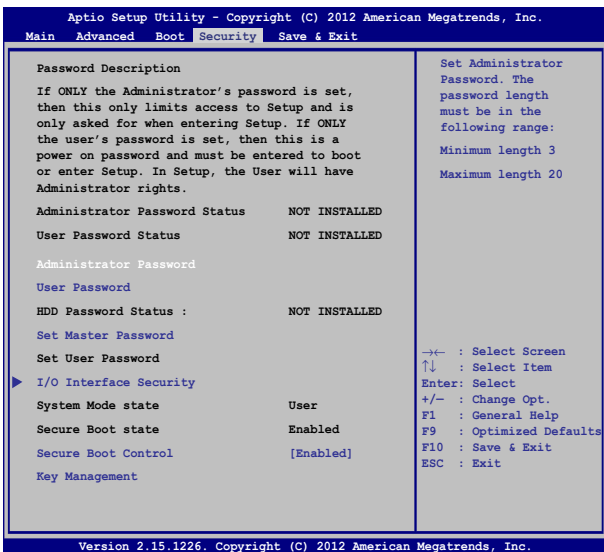 Aptio Setup Utility - Copyright (C) 2012 American Megatrends, Inc.
Main Advanced Boot Security Save & Exit
Password Description
If ONLY the Administrator's password is set,
then this only limits access to Setup and is
only asked for when entering Setup. If ONLY
the user's password is set, then this is a
power on password and must be entered to boot
or enter Setup. In Setup, the User will have
Administrator rights.
Administrator Password Status NOT INSTALLED
User Password Status NOT INSTALLED
Administrator Password
User Password
HDD Password Status : NOT INSTALLED
Set Master Password
Set User Password
I/O Interface Security
System Mode state User
Secure Boot state Enabled
Secure Boot Control [Enabled]
Key Management
Set Administrator
Password. The
password length
must be in the
following range:
Minimum length 3
Maximum length 20
→← : Select Screen
↑↓ : Select Item
Enter: Select
+/— : Change Opt.
F1 : General Help
F9 : Optimized Defaults
F10 : Save & Exit
ESC : Exit
Version 2.15.1226. Copyright (C) 2012 American Megatrends, Inc.